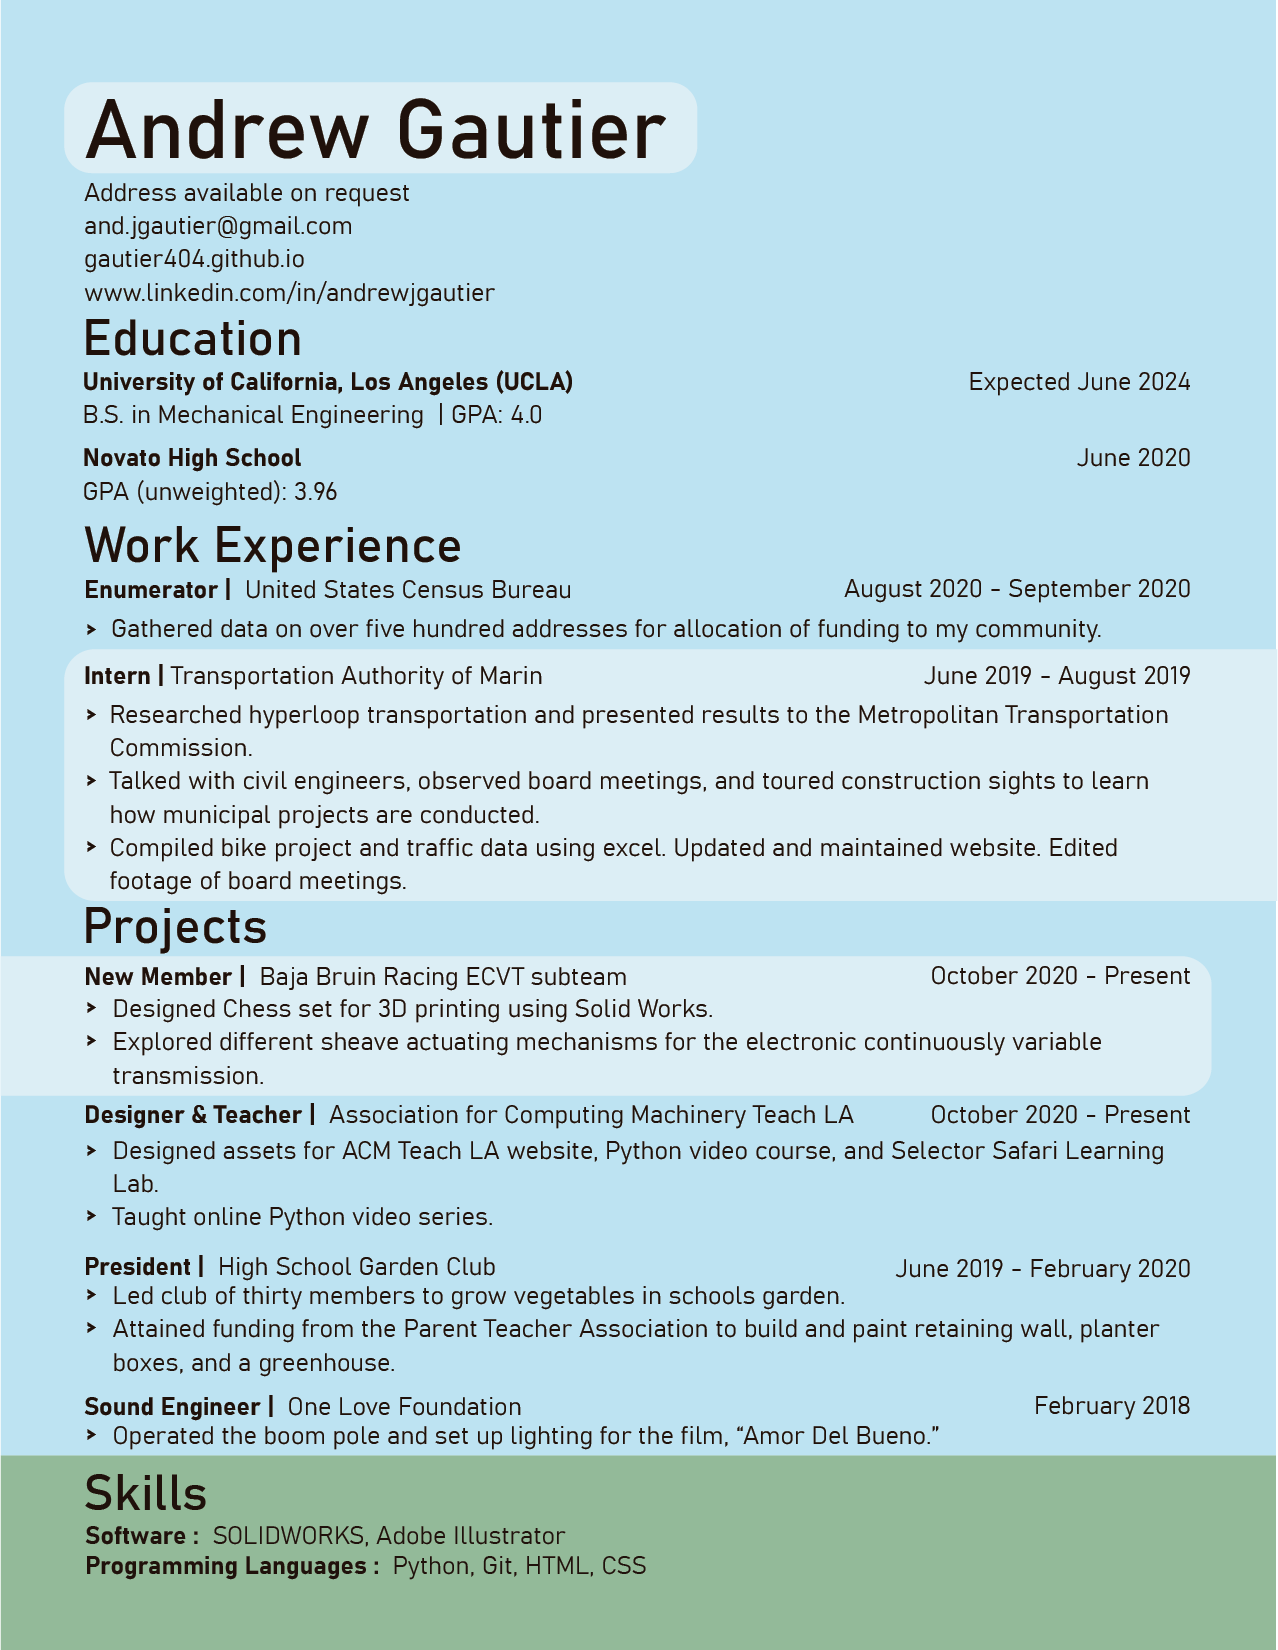 Andrew Gautier
Address available on request
and.jgautier@gmail.com
gautier404.github.io
www.linkedin.com/in/andrewjgautier
Education
University of California, Los Angeles (UCLA) Expected June 2024
B.S. in Mechanical Engineering | GPA: 4.0
Novato High School June 2020
GPA (unweighted): 3.96
Work Experience
Enumerator | United States Census Bureau August 2020 - September 2020
> Gathered data on over five hundred addresses for allocation of funding to my community.
Intern | Transportation Authority of Marin June 2019 - August 2019
> Researched hyperloop transportation and presented results to the Metropolitan Transportation
Commission.
> Talked with civil engineers, observed board meetings, and toured construction sights to learn
how municipal projects are conducted.
> Compiled bike project and traffic data using excel. Updated and maintained website. Edited
footage of board meetings.
Projects
New Member | Baja Bruin Racing ECVT subteam October 2020 - Present
> Designed Chess set for 3D printing using Solid Works.
> Explored different sheave actuating mechanisms for the electronic continuously variable
transmission.
Designer & Teacher | Association for Computing Machinery Teach LA October 2020 - Present
> Designed assets for ACM Teach LA website, Python video course, and Selector Safari Learning
Lab.
> Taught online Python video series.
President | High School Garden Club June 2019 - February 2020
> Led club of thirty members to grow vegetables in schools garden.
> Attained funding from the Parent Teacher Association to build and paint retaining wall, planter
boxes, and a greenhouse.
Sound Engineer | One Love Foundation February 2018
> Operated the boom pole and set up lighting for the film, “Amor Del Bueno.”
Skills
Software : SOLIDWORKS, Adobe Illustrator
Programming Languages : Python, Git, HTML, CSS